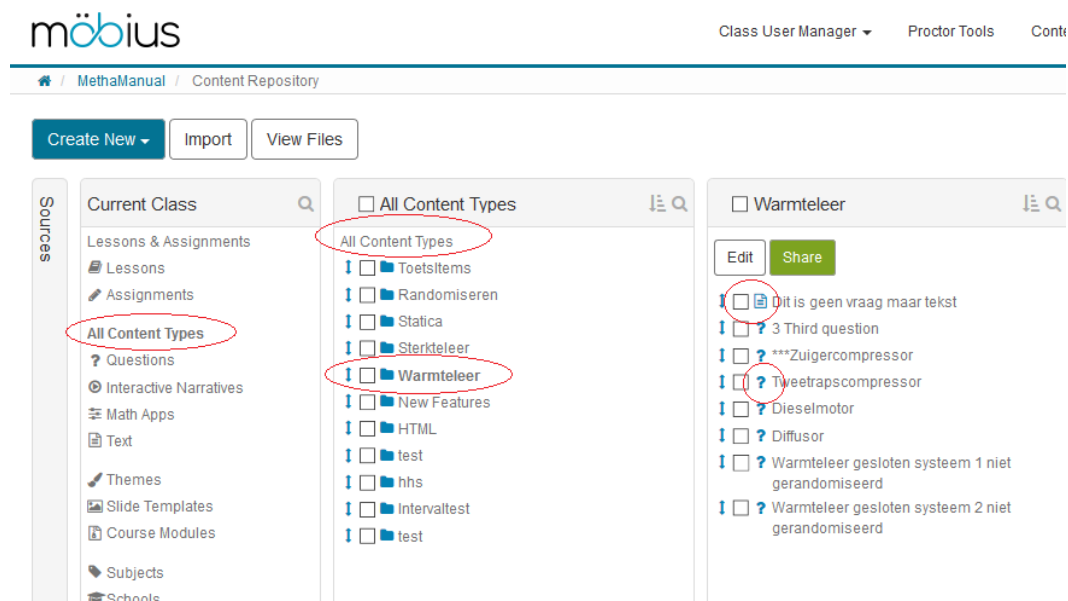 möbius
Class User Manager
Proctor Tools
/ MethaManual / Content Repository
Create New
Import
View Files
Sources
Current Class
Lessons & Assignments
Lessons
Assignments
All Content Types
? Questions
Interactive Narratives
Math Apps
Text
Themes
Slide Templates
Course Modules
Subjects
Schools
All Content Types
All Content Types
ToetsItems
Randomiseren
Statica
Sterkteleer
Warmteleer
New Features
HTML
test
hhs
Intervaltest
test
Warmteleer
Edit
Share
Dit is geen vraag maar tekst
? 3 Third question
? ***Zuigercompressor
? Tweetrapscompressor
? Dieselmotor
? Diffusor
? Warmteleer gesloten systeem 1 niet
gerandomiseerd
? Warmteleer gesloten systeem 2 niet
gerandomiseerd